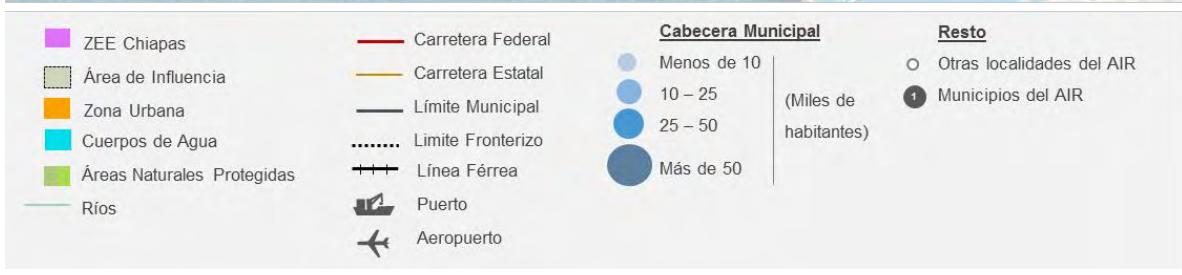 ZEE Chiapas
Área de Influencia
Zona Urbana
Cuerpos de Agua
Áreas Naturales Protegidas
Ríos
Carretera Federal
Carretera Estatal
Límite Municipal
Limite Fronterizo
Línea Férrea
Puerto
Aeropuerto
Cabecera Municipal
Menos de 10
10 – 25
25 – 50
Más de 50
(Miles de
habitantes)
Resto
Otras localidades del AIR
1 Municipios del AIR